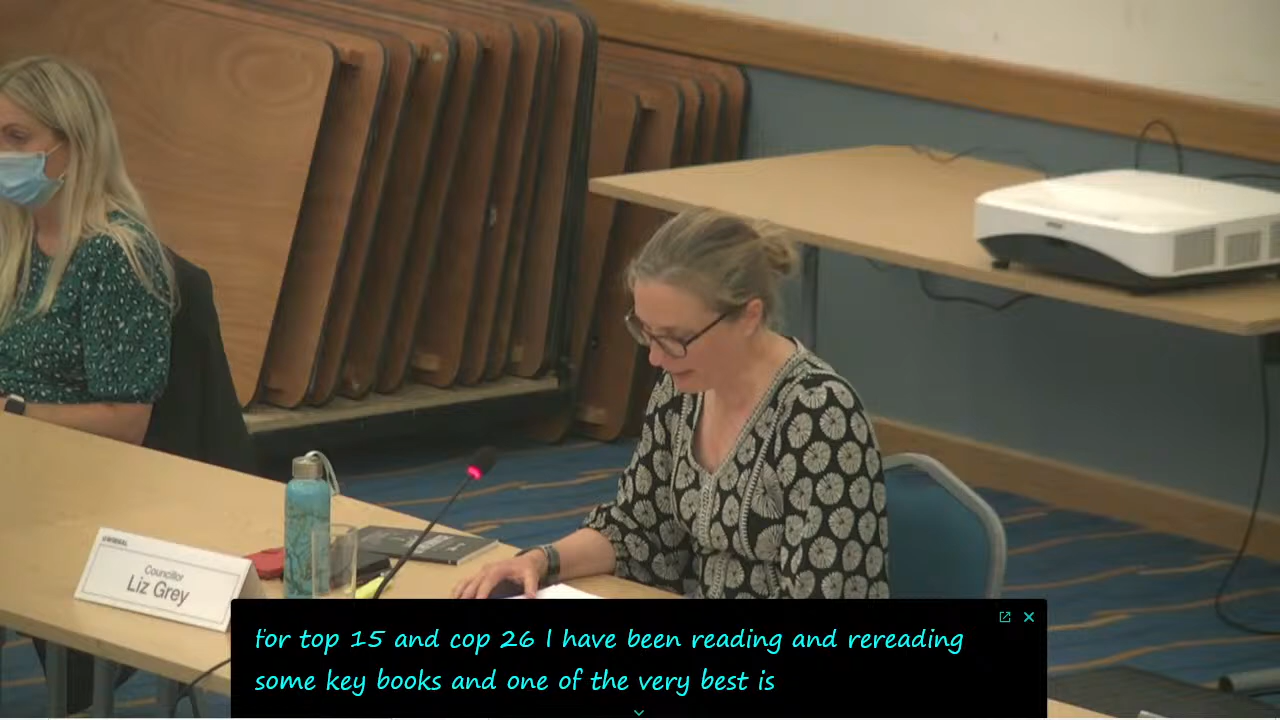 WIRRAL
Councillor
Liz Grey
for top 15 and cop 26 I have been reading and rereading
some key books and one of the very best is